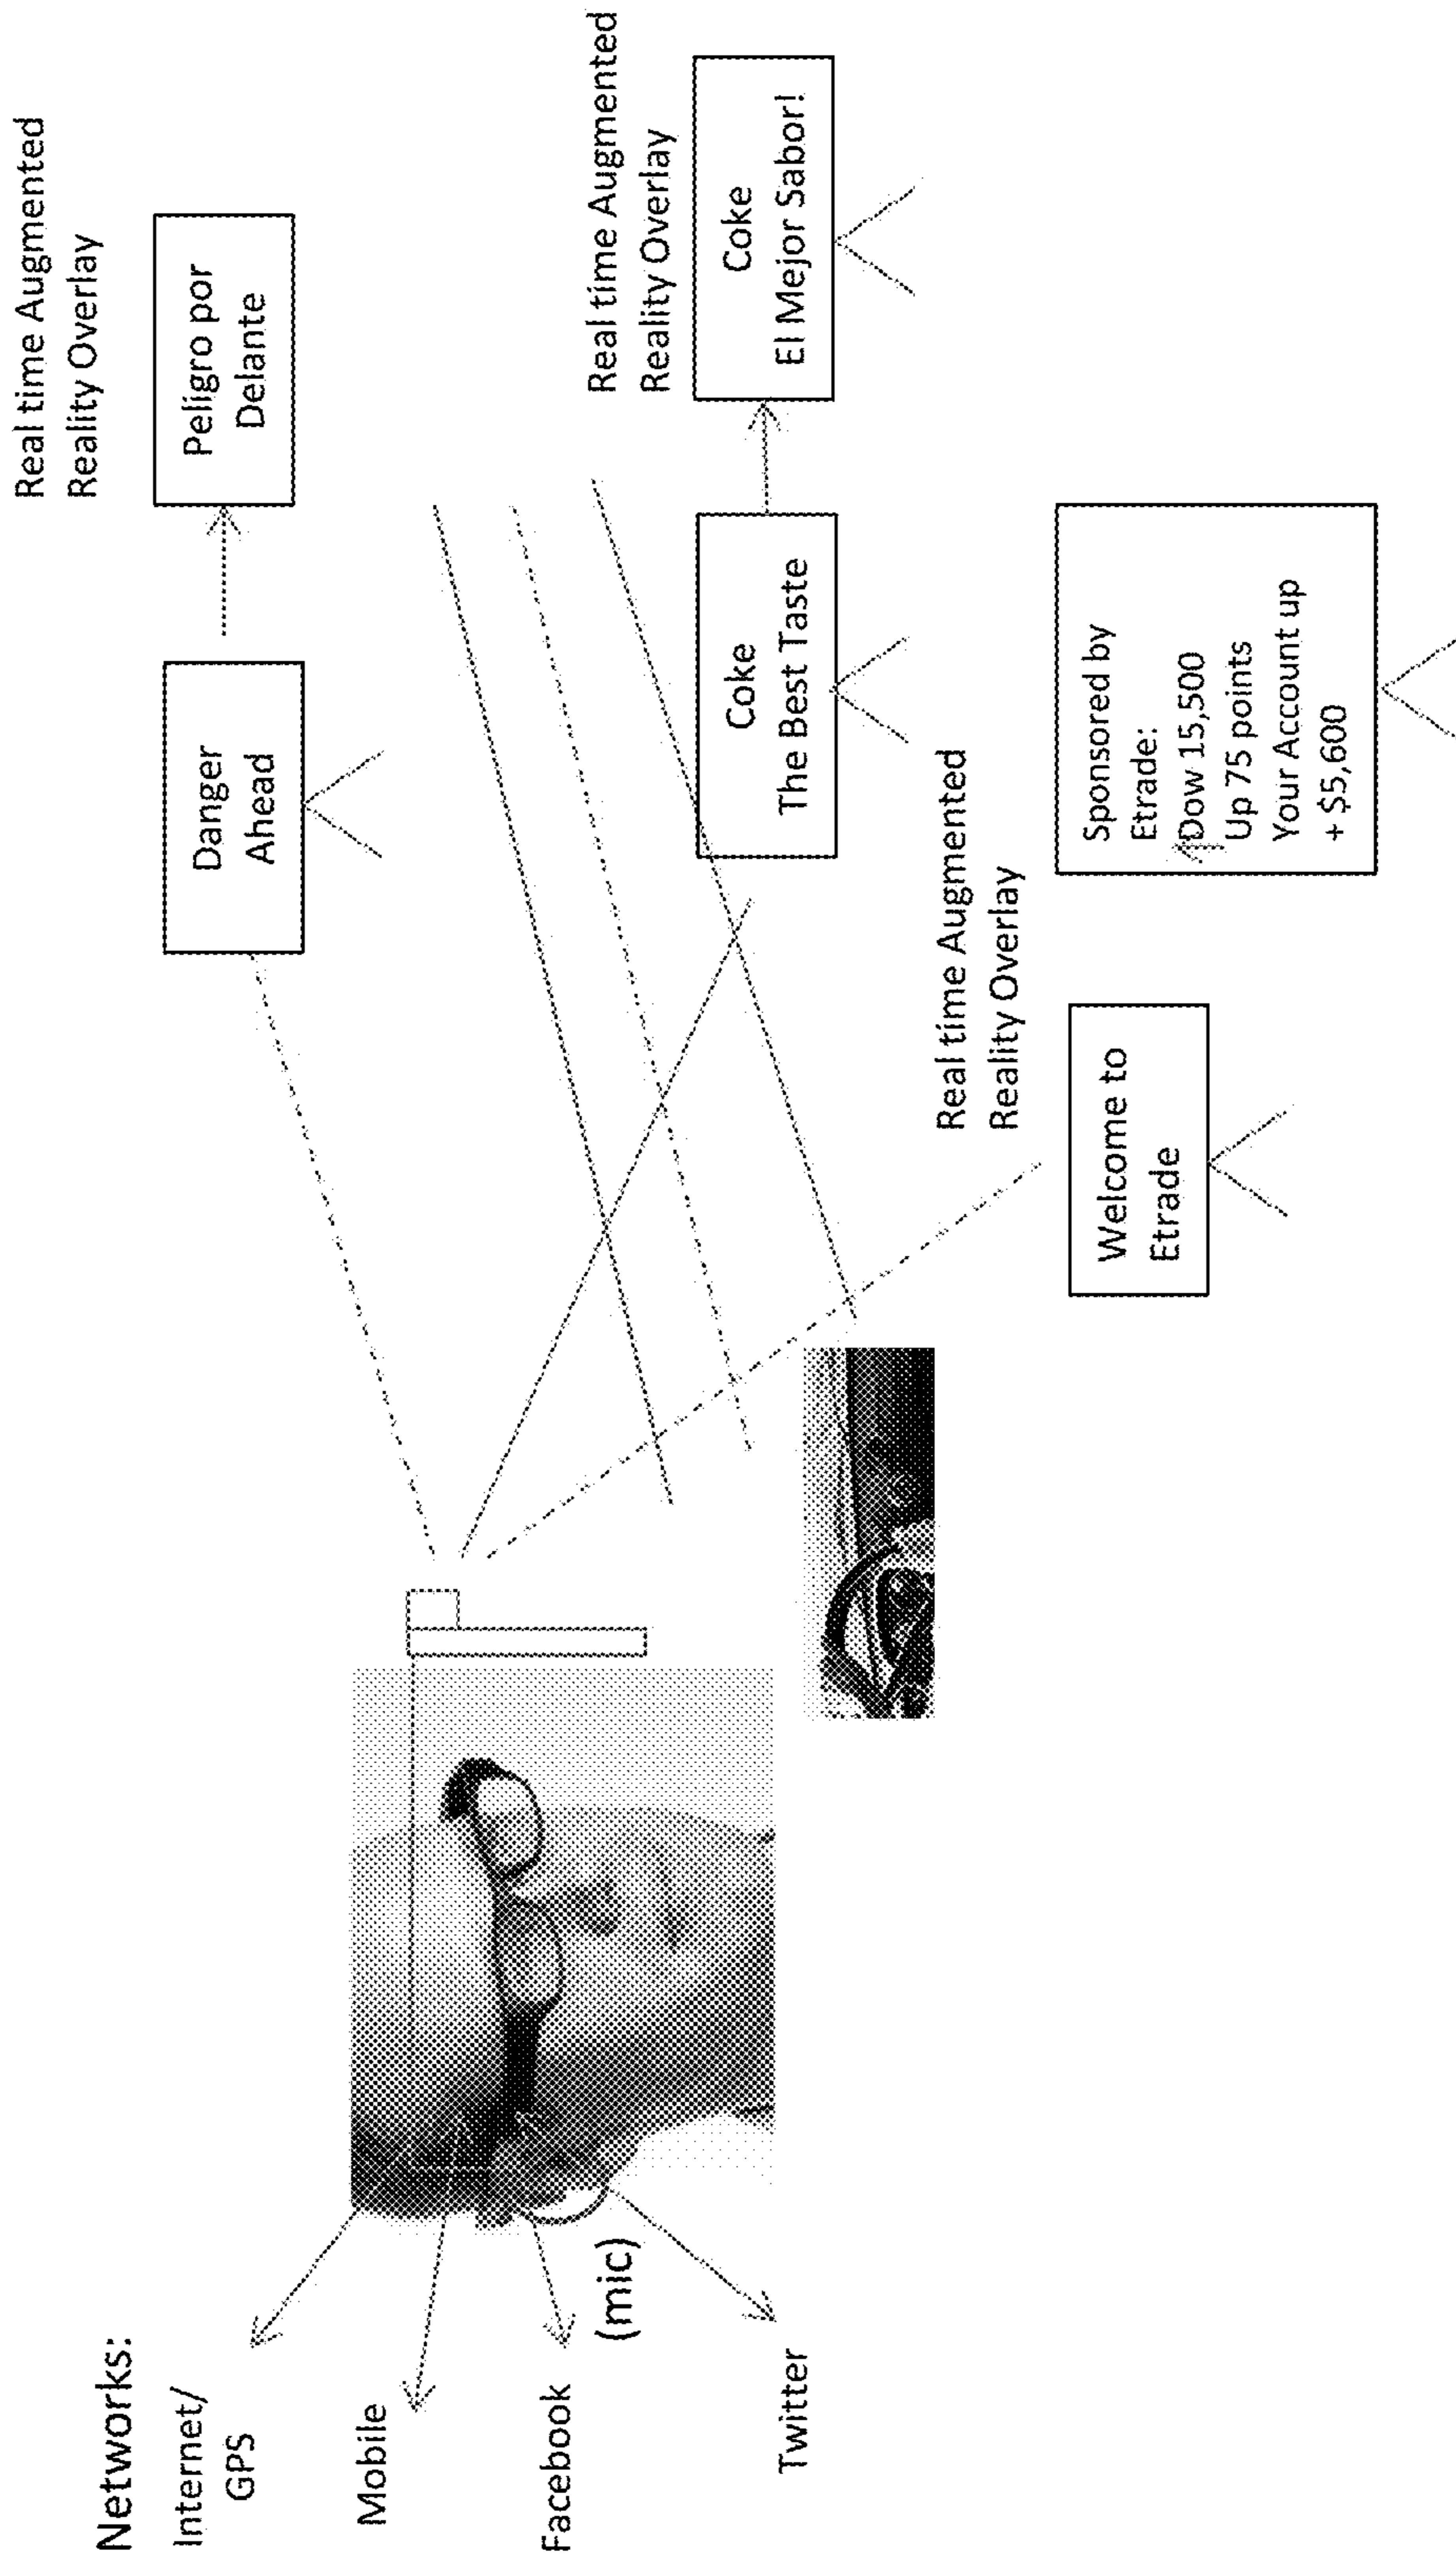 Networks:
Internet/
GPS
Mobile
Facebook
(mic)
Twitter
Danger
Ahead
Real time Augmented
Reality Overlay
Peligro por
Delante
Coke
The Best Taste
Real time Augmented
Reality Overlay
Coke
El Mejor Sabor!
Welcome to
Etrade
Real time Augmented
Reality Overlay
Sponsored by
Etrade:
Dow 15,500
Up 75 points
Your Account up
+ $5,600